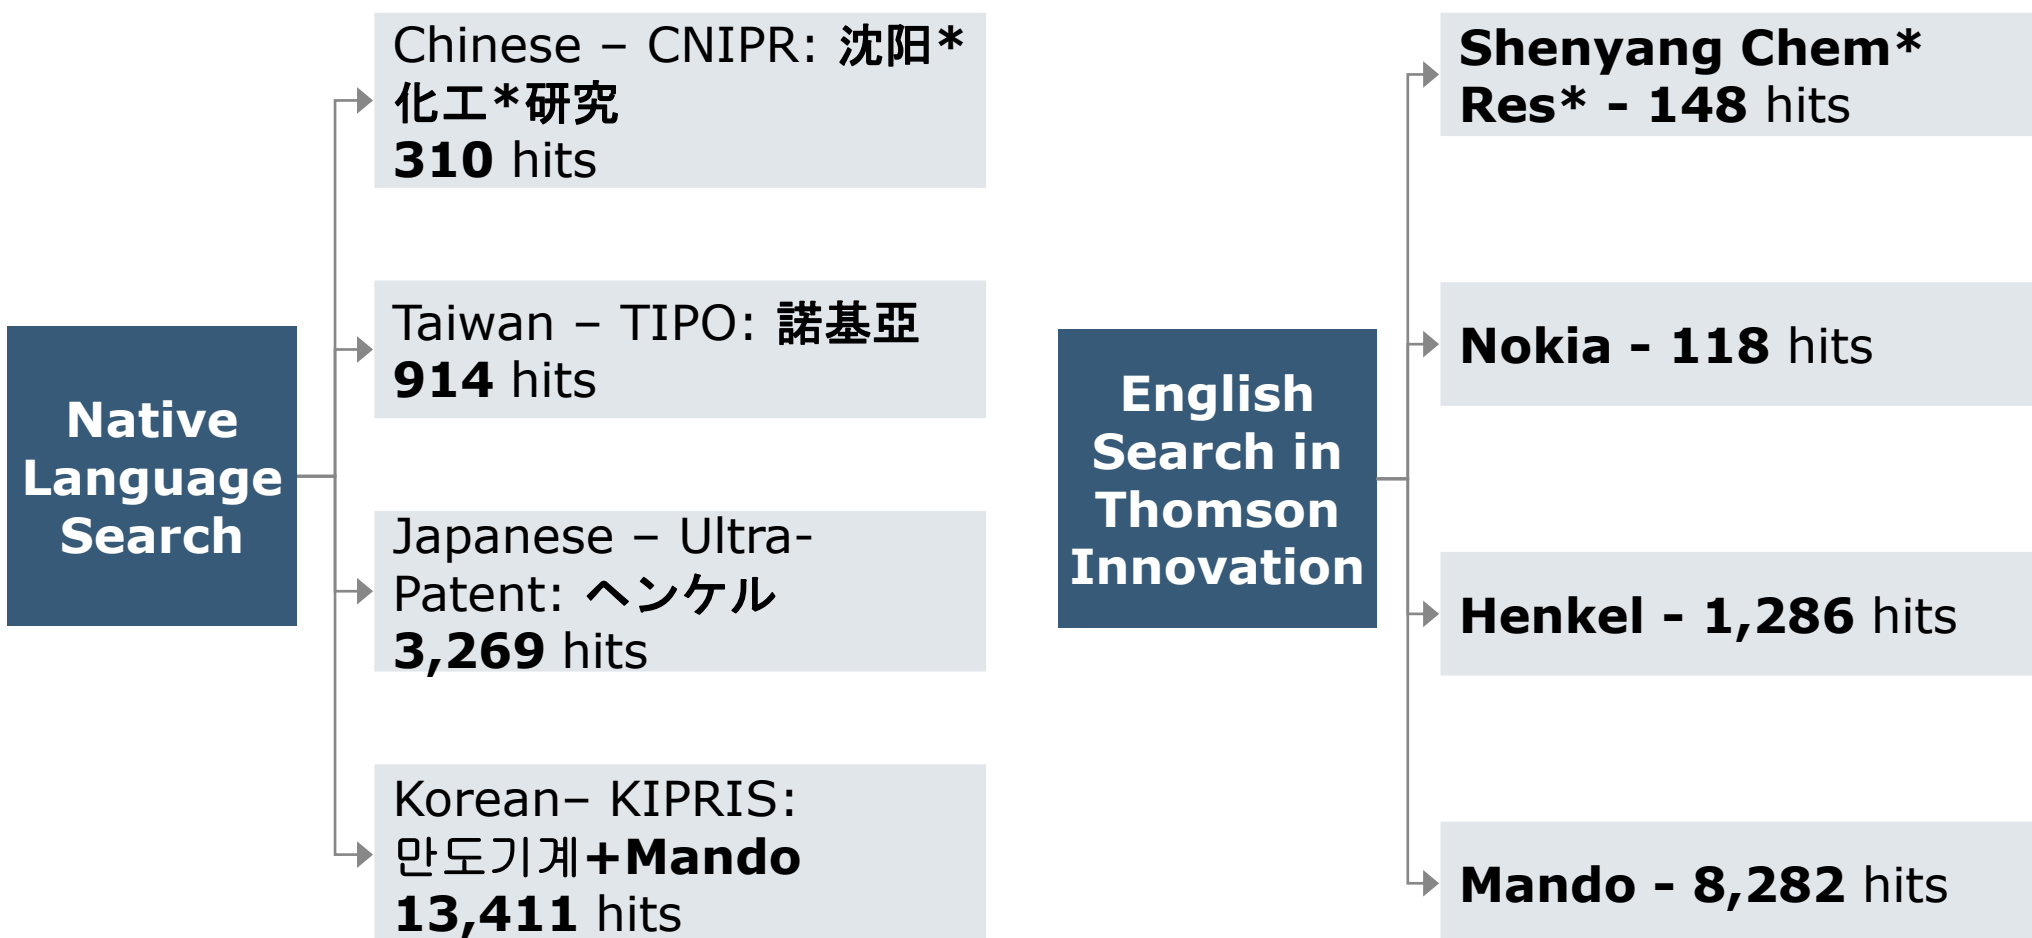 Native
Language
Search
Chinese – CNIPR: 沈阳*
化工*研究
310 hits
Taiwan – TIPO: 諾基亞
914 hits
Japanese – Ultra-
Patent: ヘンケル
3,269 hits
Korean– KIPRIS:
만도기계+Mando
13,411 hits
English
Search in
Thomson
Innovation
Shenyang Chem*
Res* - 148 hits
Nokia - 118 hits
Henkel - 1,286 hits
Mando - 8,282 hits